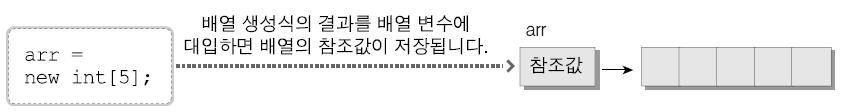 arr =
new int[5];
배열 생성식의 결과를 배열 변수에
대입하면 배열의 참조값이 저장됩니다.
arr
참조값